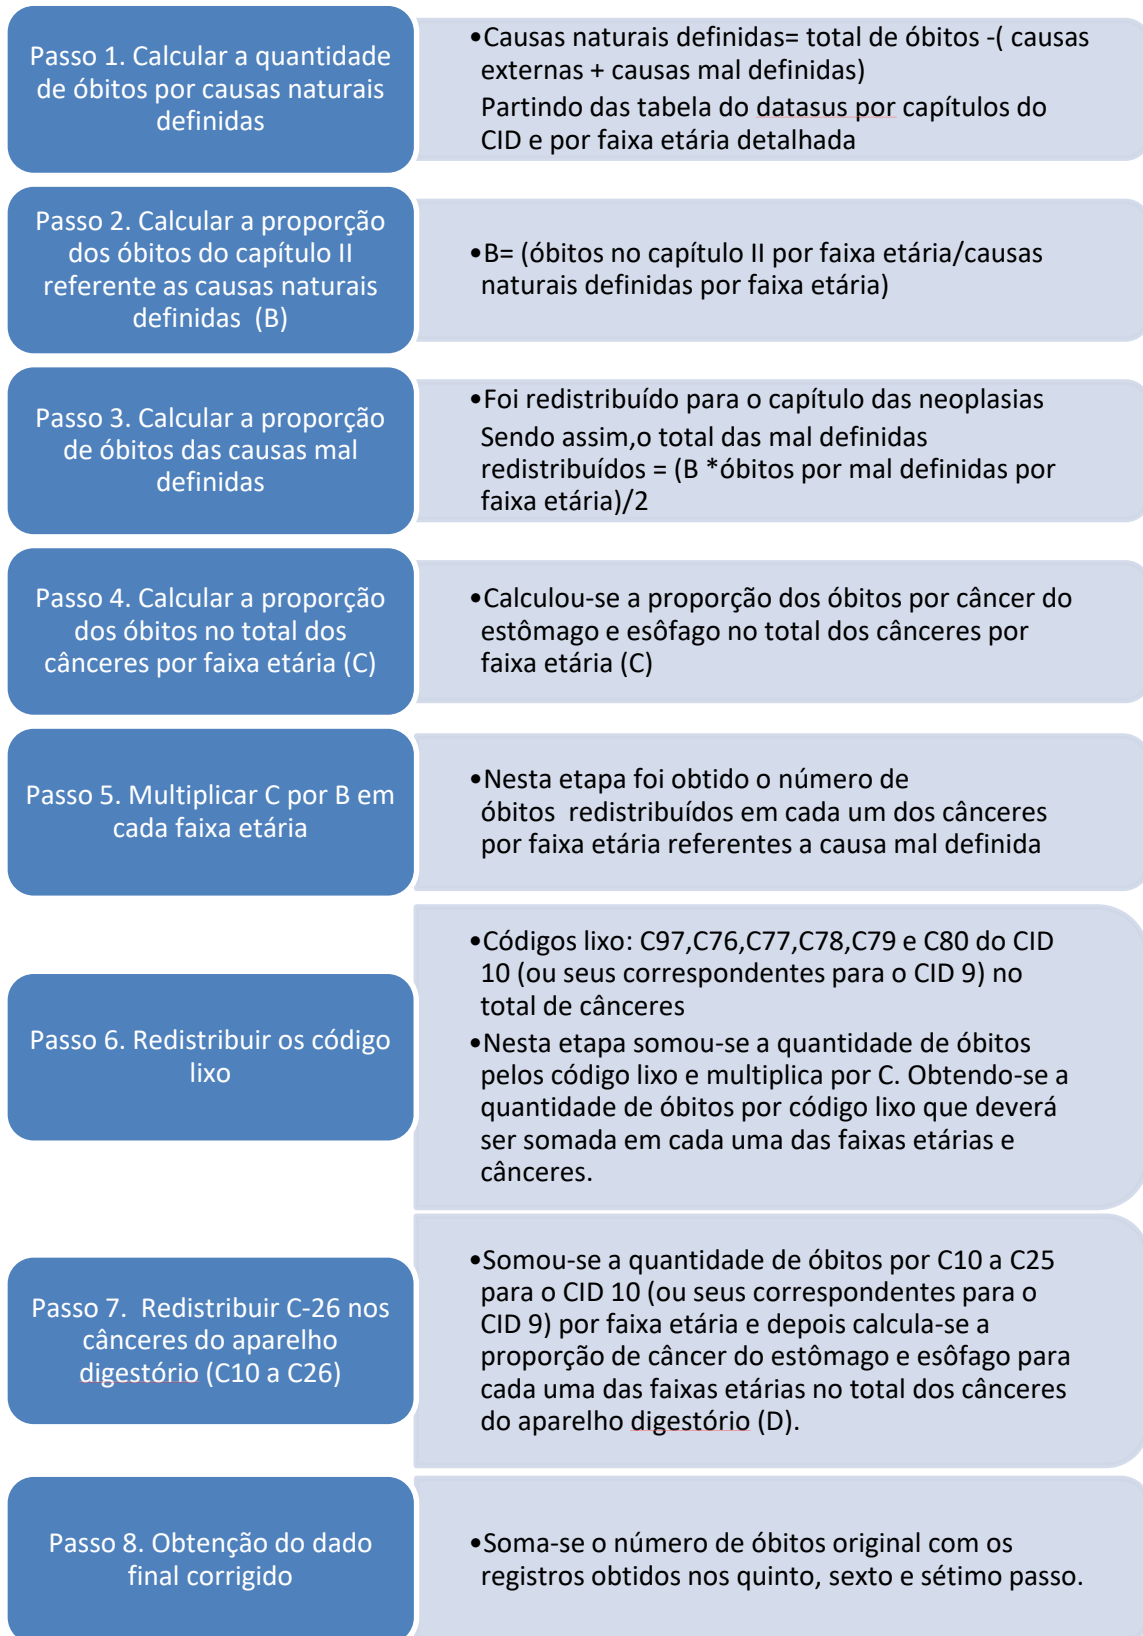 Passo 1. Calcular a quantidade
de óbitos por causas naturais
definidas
•Causas naturais definidas= total de óbitos -( causas
externas + causas mal definidas)
Partindo das tabela do datasus por capítulos do
CID e por faixa etária detalhada
Passo 2. Calcular a proporção
dos óbitos do capítulo II
referente as causas naturais
definidas (B)
•B= (óbitos no capítulo II por faixa etária/causas
naturais definidas por faixa etária)
Passo 3. Calcular a proporção
de óbitos das causas mal
definidas
•Foi redistribuído para o capítulo das neoplasias
Sendo assim,o total das mal definidas
redistribuídos = (B *óbitos por mal definidas por
faixa etária)/2
Passo 4. Calcular a proporção
dos óbitos no total dos
cânceres por faixa etária (C)
•Calculou-se a proporção dos óbitos por câncer do
estômago e esôfago no total dos cânceres por
faixa etária (C)
Passo 5. Multiplicar C por B em
cada faixa etária
•Nesta etapa foi obtido o número de
óbitos redistribuídos em cada um dos cânceres
por faixa etária referentes a causa mal definida
Passo 6. Redistribuir os código
lixo
•Códigos lixo: C97,C76,C77,C78,C79 e C80 do CID
10 (ou seus correspondentes para o CID 9) no
total de cânceres
•Nesta etapa somou-se a quantidade de óbitos
pelos código lixo e multiplica por C. Obtendo-se a
quantidade de óbitos por código lixo que deverá
ser somada em cada uma das faixas etárias e
cânceres.
Passo 7. Redistribuir C-26 nos
cânceres do aparelho
digestório (C10 a C26)
•Somou-se a quantidade de óbitos por C10 a C25
para o CID 10 (ou seus correspondentes para o
CID 9) por faixa etária e depois calcula-se a
proporção de câncer do estômago e esôfago para
cada uma das faixas etárias no total dos cânceres
do aparelho digestório (D).
Passo 8. Obtenção do dado
final corrigido
•Soma-se o número de óbitos original com os
registros obtidos nos quinto, sexto e sétimo passo.